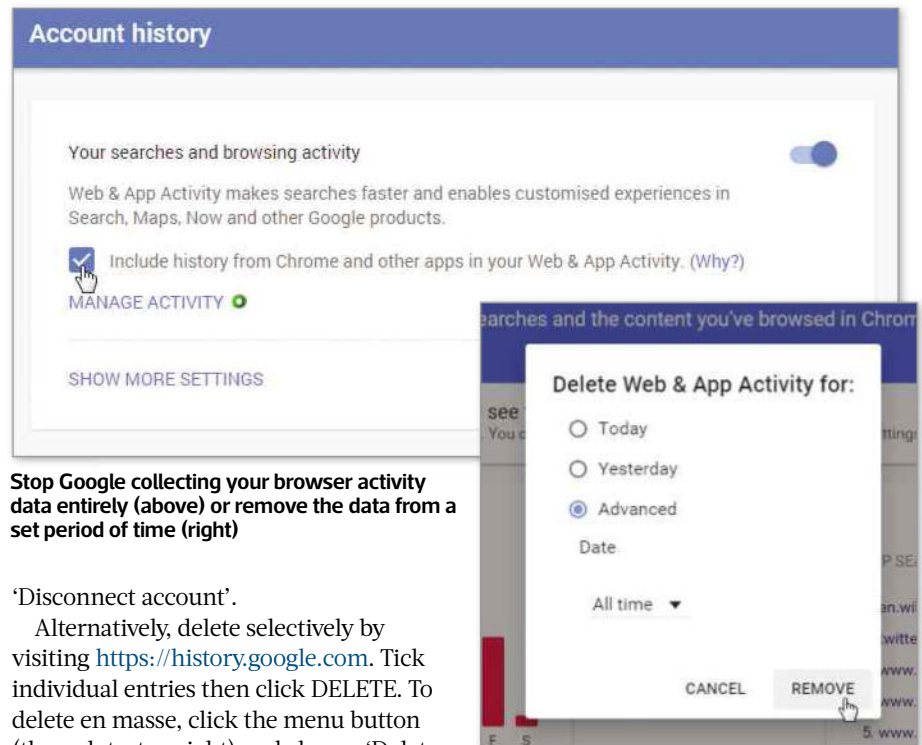 Account history
Your searches and browsing activity
Web & App Activity makes searches faster and enables customised experiences in
Search, Maps, Now and other Google products.
Include history from Chrome and other apps in your Web & App Activity. (Why?)
MANAGE ACTIVITY
SHOW MORE SETTINGS
Stop Google collecting your browser activity
data entirely (above) or remove the data from a
set period of time (right)
and the content you've browsed in
see
Delete Web & App Activity for:
Today
Yesterday
Advanced
Date
All time
CANCEL REMOVE
F S
www.
www.
5. www.
'Disconnect account'.
Alternatively, delete selectively by
visiting https://history.google.com. Tick
individual entries then click DELETE. To
delete en masse, click the menu button